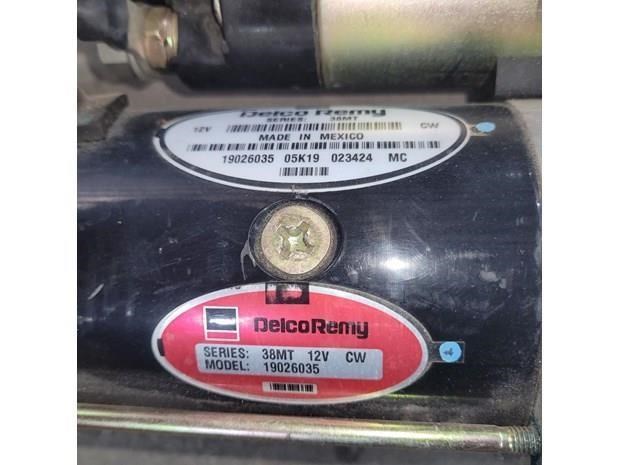 Delco Remy
SERIES: 38MT
12V CW
MADE IN MEXICO
19026035 05K19 023424 MC
DelcoRemy
SERIES: 38MT 12V CW
MODEL: 19026035